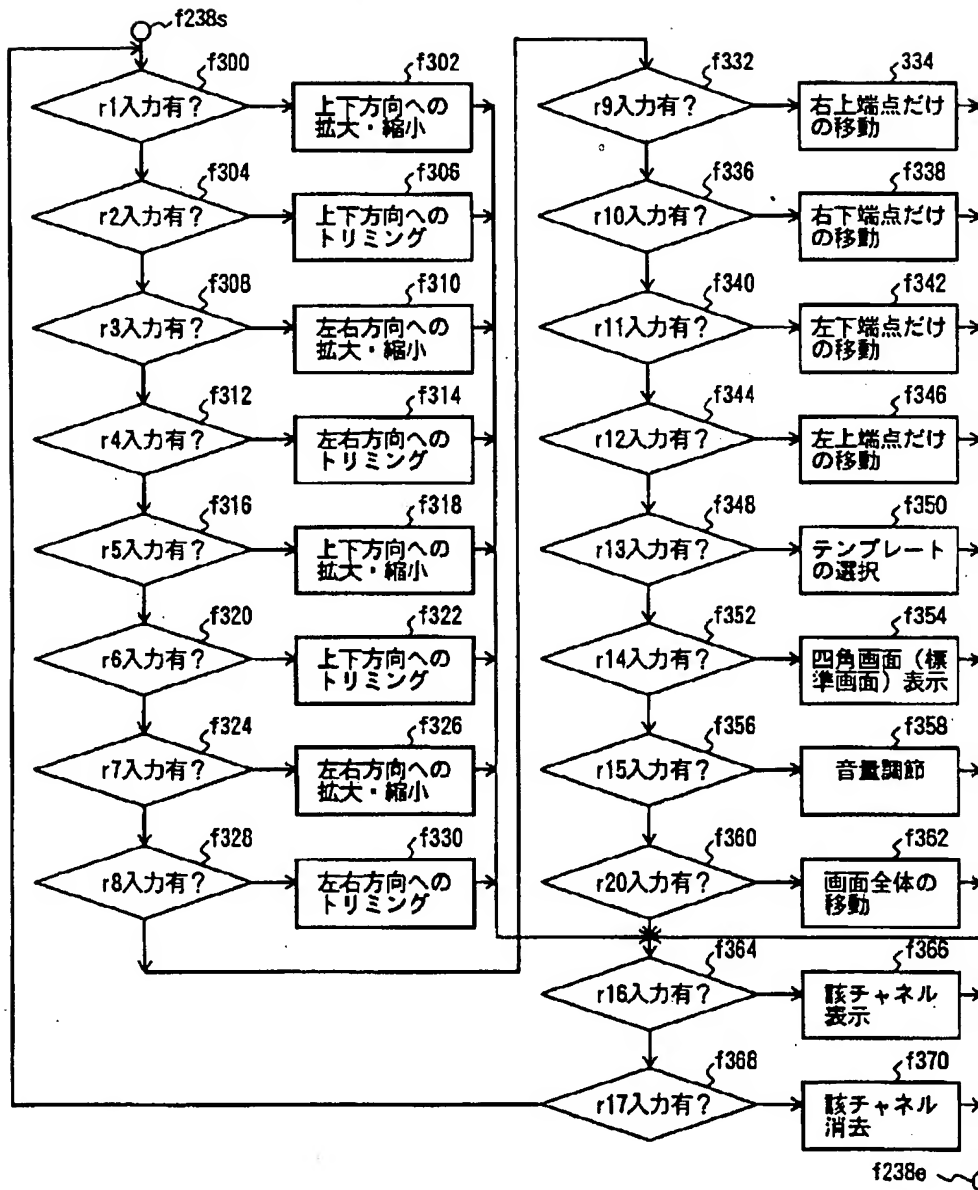 f238s
f300
r1入力有?
f302
上下方向への
拡大・縮小
f304
r2入力有?
f306
上下方向への
トリミング
f308
r3入力有?
f310
左右方向への
拡大・縮小
f312
r4入力有?
f314
左右方向への
トリミング
f316
r5入力有?
f318
上下方向への
拡大・縮小
f320
r6入力有?
f322
上下方向への
トリミング
f324
r7入力有?
f326
左右方向への
拡大・縮小
f328
r8入力有?
f330
左右方向への
トリミング
f332
r9入力有?
334
右上端点だけ
の移動
f336
r10入力有?
f338
右下端点だけ
の移動
f340
r11入力有?
f342
左下端点だけ
の移動
f344
r12入力有?
f346
左上端点だけ
の移動
f348
r13入力有?
f350
テンプレート
の選択
f352
r14入力有?
f354
四角画面(標
準画面)表示
f356
r15入力有?
f358
音量調節
f360
r20入力有?
f362
画面全体の
移動
f364
r16入力有?
f366
該チャネル
表示
f368
r17入力有?
f370
該チャネル
消去
f238e